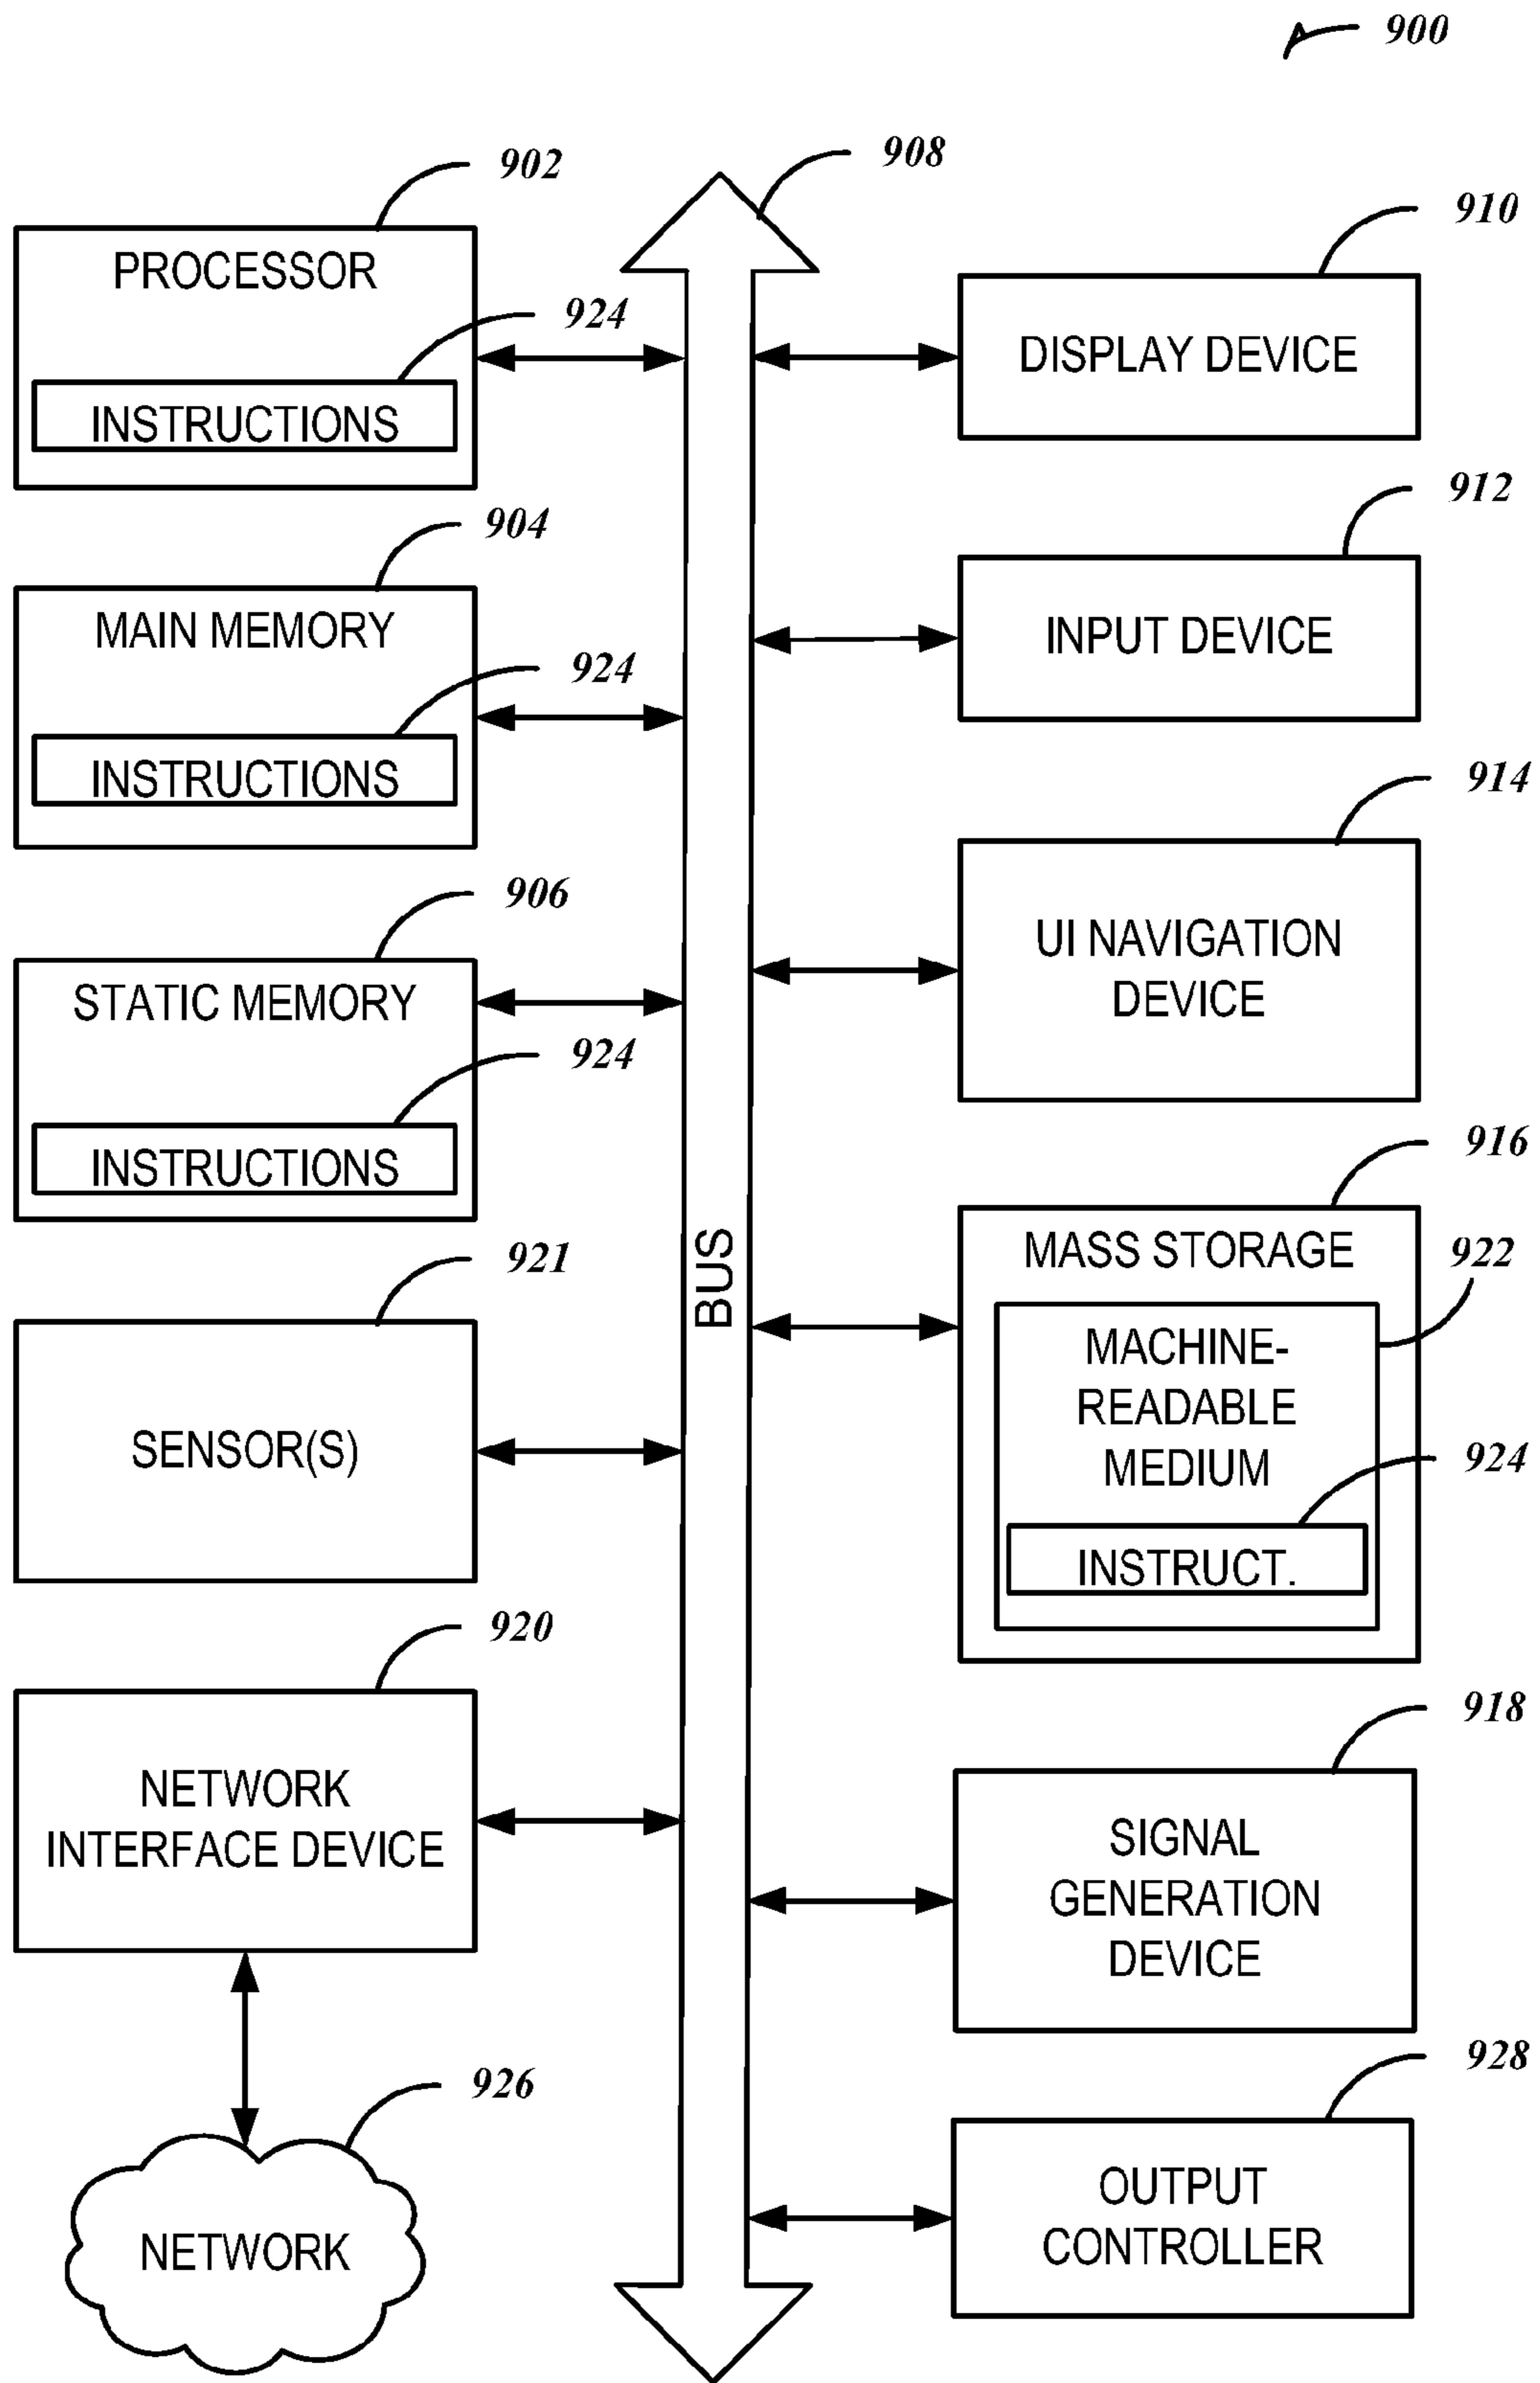 900
902
PROCESSOR
924
INSTRUCTIONS
904
MAIN MEMORY
924
INSTRUCTIONS
906
STATIC MEMORY
924
INSTRUCTIONS
921
SENSOR(S)
920
NETWORK
INTERFACE DEVICE
926
NETWORK
908
BUS
910
DISPLAY DEVICE
912
INPUT DEVICE
914
UI NAVIGATION
DEVICE
916
MASS STORAGE
922
MACHINE-
READABLE
MEDIUM
924
INSTRUCT.
918
SIGNAL
GENERATION
DEVICE
928
OUTPUT
CONTROLLER